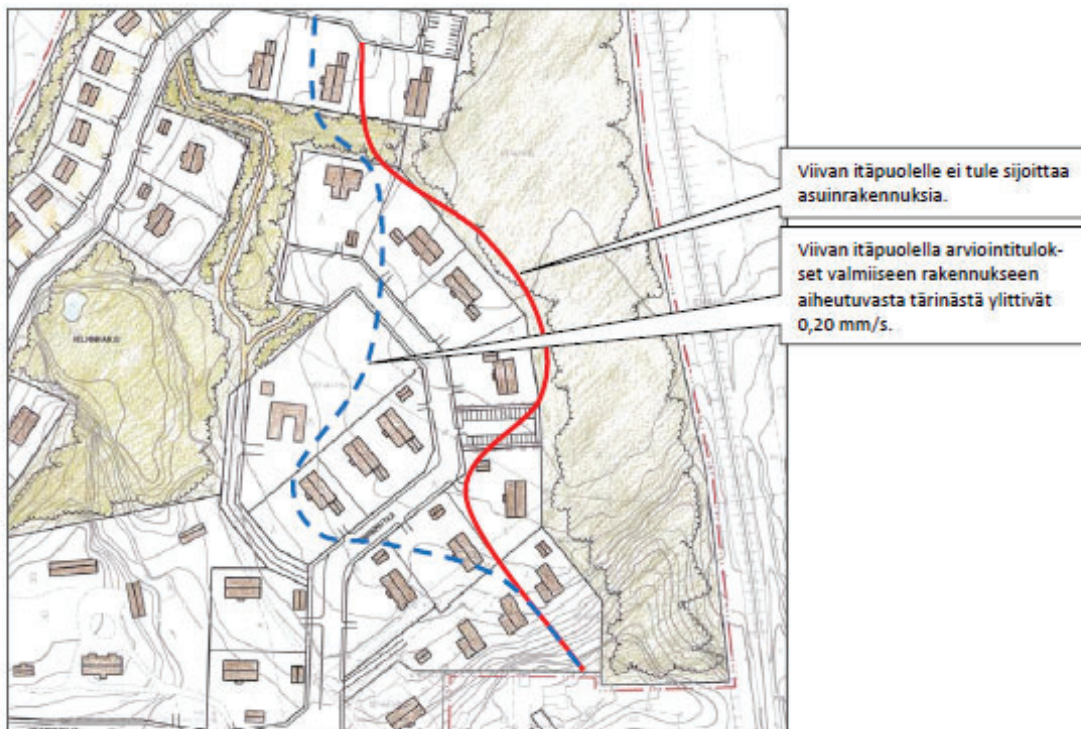 Viivan itäpuolelle ei tule sijoittaa
asuinrakennuksia.
Viivan itäpuolella arviointitulok-
set valmiiseen rakennukseen
aiheutuvasta tärinästä ylittivät
0,20 mm/s.